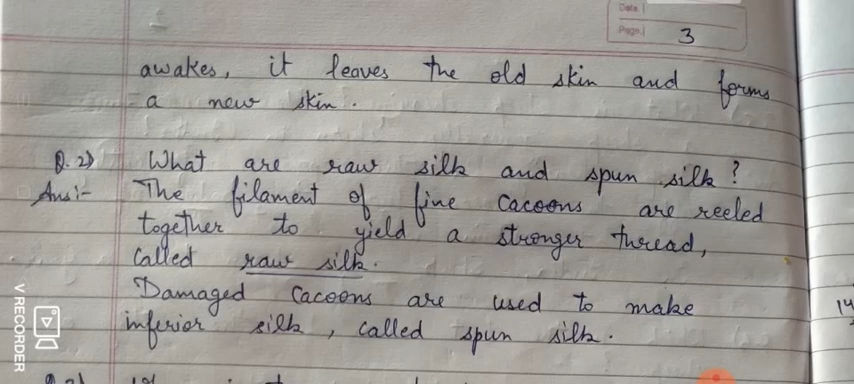 Date.
Page. 3
awakes, it leaves the old skin and forms
a new skin.
Q.2) What are raw silk and spun silk?
Ans:- The filament of fine cacoons are reeled
together to yield a stronger thread,
called raw silk.
Damaged cacoons are used to make
inferior silk, called spun silk.
V RECORDER
14